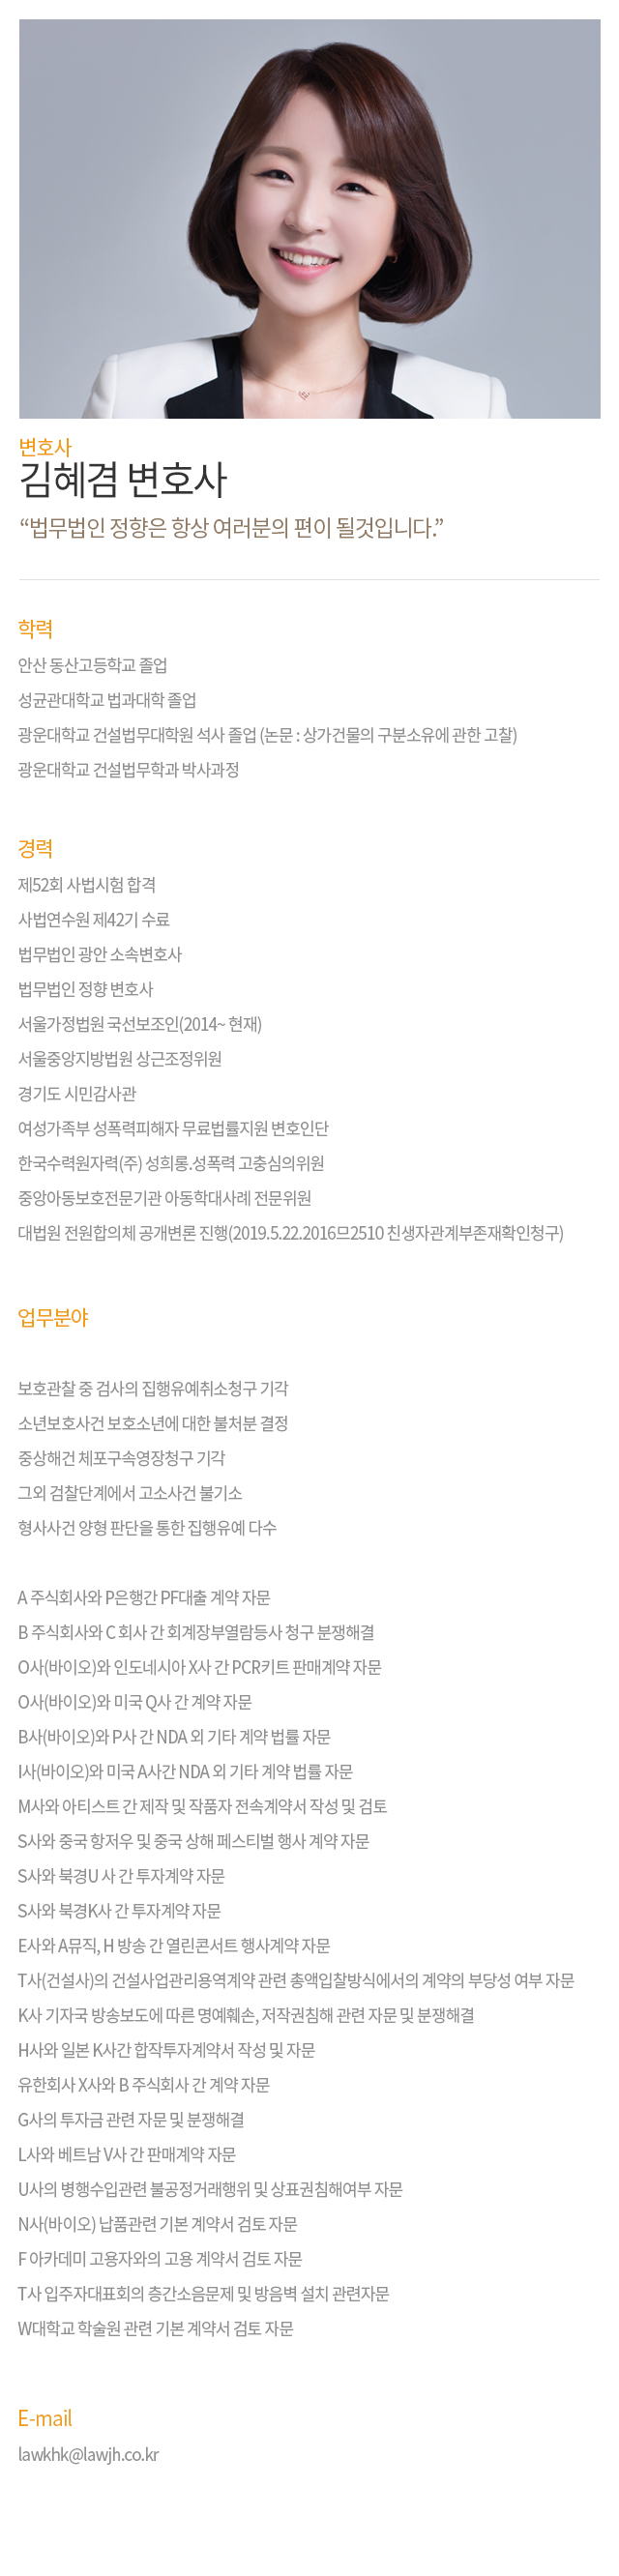 변호사
김혜겸 변호사
“법무법인 정향은 항상 여러분의 편이 될것입니다.”
학력
안산 동산고등학교 졸업
성균관대학교 법과대학 졸업
광운대학교 건설법무대학원 석사 졸업 (논문 : 상가건물의 구분소유에 관한 고찰)
광운대학교 건설법무학과 박사과정
경력
제52회 사법시험 합격
사법연수원 제42기 수료
법무법인 광안 소속변호사
법무법인 정향 변호사
서울가정법원 국선보조인(2014~ 현재)
서울중앙지방법원 상근조정위원
경기도 시민감사관
여성가족부 성폭력피해자 무료법률지원 변호인단
한국수력원자력(주) 성희롱.성폭력 고충심의위원
중앙아동보호전문기관 아동학대사례 전문위원
대법원 전원합의체 공개변론 진행(2019.5.22.2016므2510 친생자관계부존재확인청구)
업무분야
보호관찰 중 검사의 집행유예취소청구 기각
소년보호사건 보호소년에 대한 불처분 결정
중상해건 체포구속영장청구 기각
그외 검찰단계에서 고소사건 불기소
형사사건 양형 판단을 통한 집행유예 다수
A 주식회사와 P은행간 PF대출 계약 자문
B 주식회사와 C 회사 간 회계장부열람등사 청구 분쟁해결
O사(바이오)와 인도네시아 X사 간 PCR키트 판매계약 자문
O사(바이오)와 미국 Q사 간 계약 자문
B사(바이오)와 P사 간 NDA 외 기타 계약 법률 자문
I사(바이오)와 미국 A사간 NDA 외 기타 계약 법률 자문
M사와 아티스트 간 제작 및 작품자 전속계약서 작성 및 검토
S사와 중국 항저우 및 중국 상해 페스티벌 행사 계약 자문
S사와 북경U 사 간 투자계약 자문
S사와 북경K사 간 투자계약 자문
E사와 A뮤직, H 방송 간 열린콘서트 행사계약 자문
T사(건설사)의 건설사업관리용역계약 관련 총액입찰방식에서의 계약의 부당성 여부 자문
K사 기자국 방송보도에 따른 명예훼손, 저작권침해 관련 자문 및 분쟁해결
H사와 일본 K사간 합작투자계약서 작성 및 자문
유한회사 X사와 B 주식회사 간 계약 자문
G사의 투자금 관련 자문 및 분쟁해결
L사와 베트남 V사 간 판매계약 자문
U사의 병행수입관련 불공정거래행위 및 상표권침해여부 자문
N사(바이오) 납품관련 기본 계약서 검토 자문
F 아카데미 고용자와의 고용 계약서 검토 자문
T사 입주자대표회의 층간소음문제 및 방음벽 설치 관련자문
W대학교 학술원 관련 기본 계약서 검토 자문
E-mail
lawkhk@lawjh.co.kr